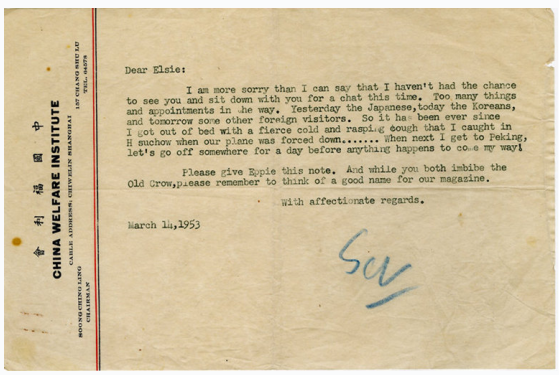 中國福利會
CHINA WELFARE INSTITUTE
157 CHANG SHU LU
TEL. 64572
CABLE ADDRESS: CHIWELIN SHANGHAI
SOONG CHING LING
CHAIRMAN
Dear Elsie:
I am more sorry than I can say that I haven't had the chance
to see you and sit down with you for a chat this time. Too many things
and appointments in the way. Yesterday the Japanese,today the Koreans,
and tomorrow some other foreign visitors. So it has been ever since
I got out of bed with a fierce cold and rasping cough that I caught in
H suchow when our plane was forced down....... When next I get to Peking,
let's go off somewhere for a day before anything happens to come my way!
Please give Eppie this note. And while you both imbibe the
Old Crow,please remember to think of a good name for our magazine.
With affectionate regards.
March 14,1953
SCL